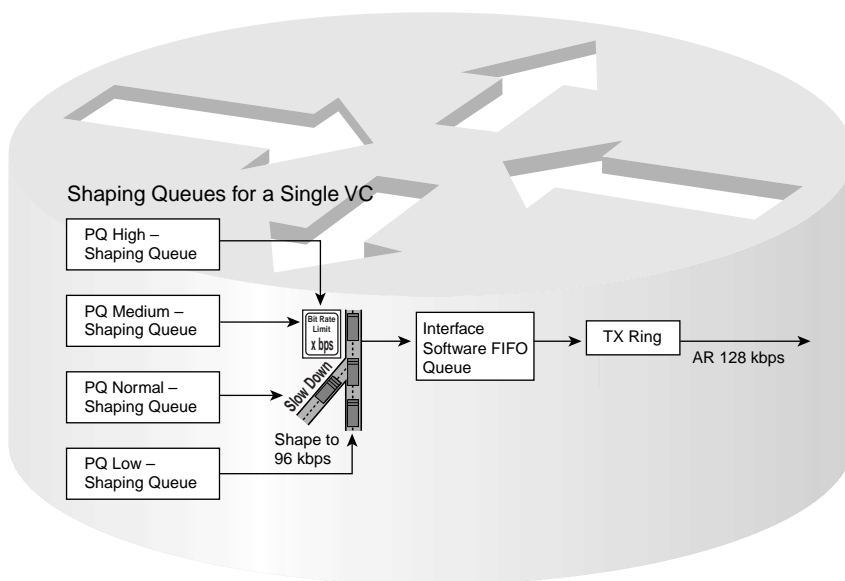 Shaping Queues for a Single VC
PQ High –
Shaping Queue
PQ Medium –
Shaping Queue
PQ Normal –
Shaping Queue
PQ Low –
Shaping Queue
Bit Rate
Limit
x bps
Slow Down
Shape to
96 kbps
Interface
Software FIFO
Queue
TX Ring
AR 128 kbps